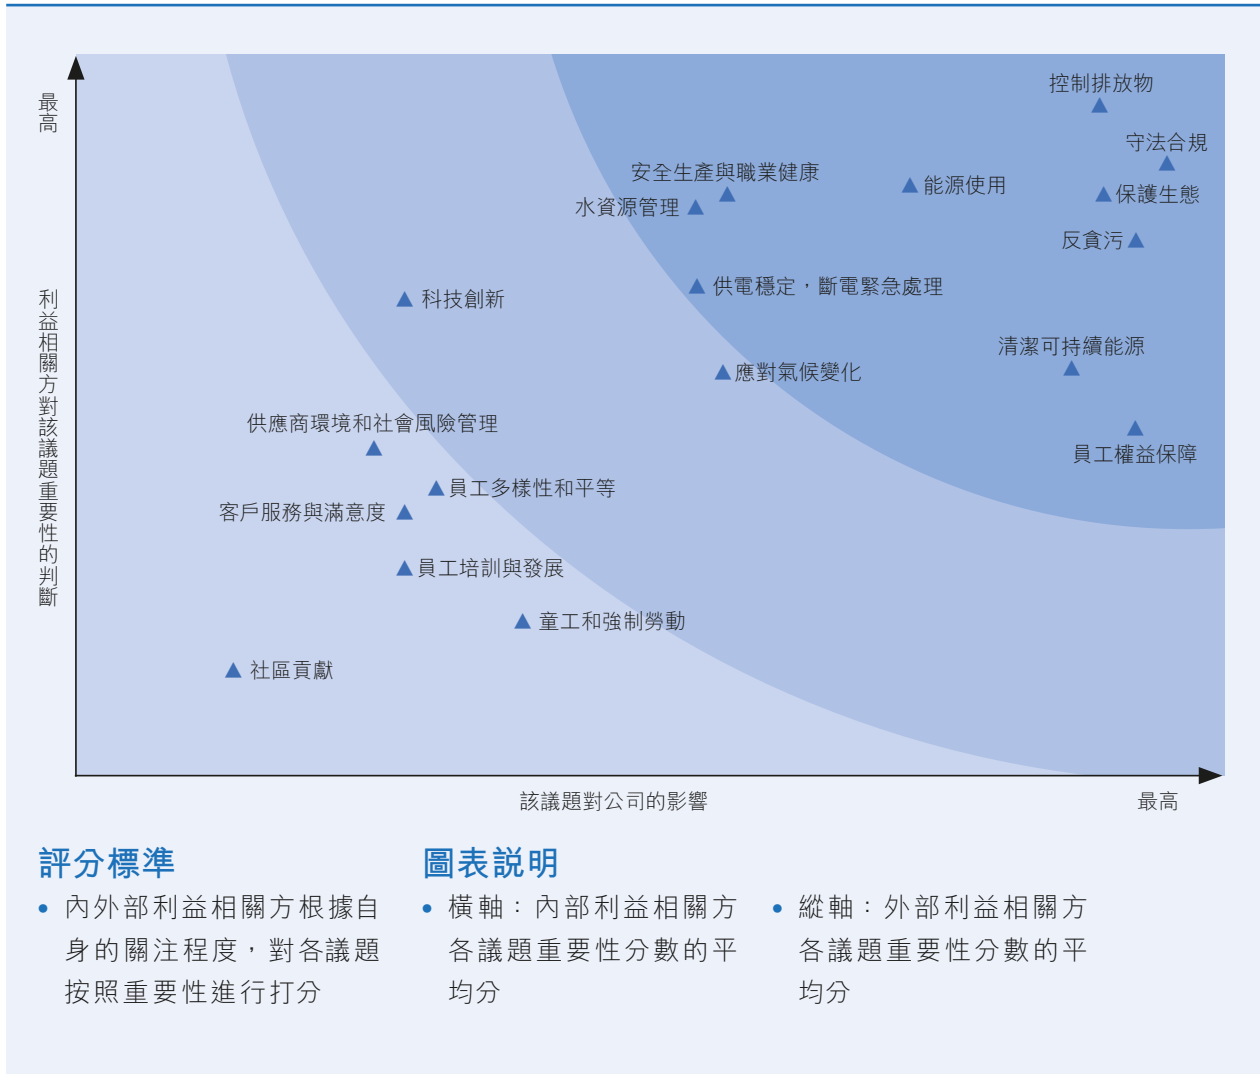 最高
利益相關方對該議題重要性的判斷
控制排放物
守法合規
安全生產與職業健康
能源使用
保護生態
水資源管理
反貪污
供電穩定，斷電緊急處理
科技創新
清潔可持續能源
應對氣候變化
供應商環境和社會風險管理
員工權益保障
員工多樣性和平等
客戶服務與滿意度
員工培訓與發展
童工和強制勞動
社區貢獻
該議題對公司的影響
最高
評分標準
• 內外部利益相關方根據自
身的關注程度，對各議題
按照重要性進行打分
圖表説明
• 橫軸：內部利益相關方
各議題重要性分數的平
均分
• 縱軸：外部利益相關方
各議題重要性分數的平
均分